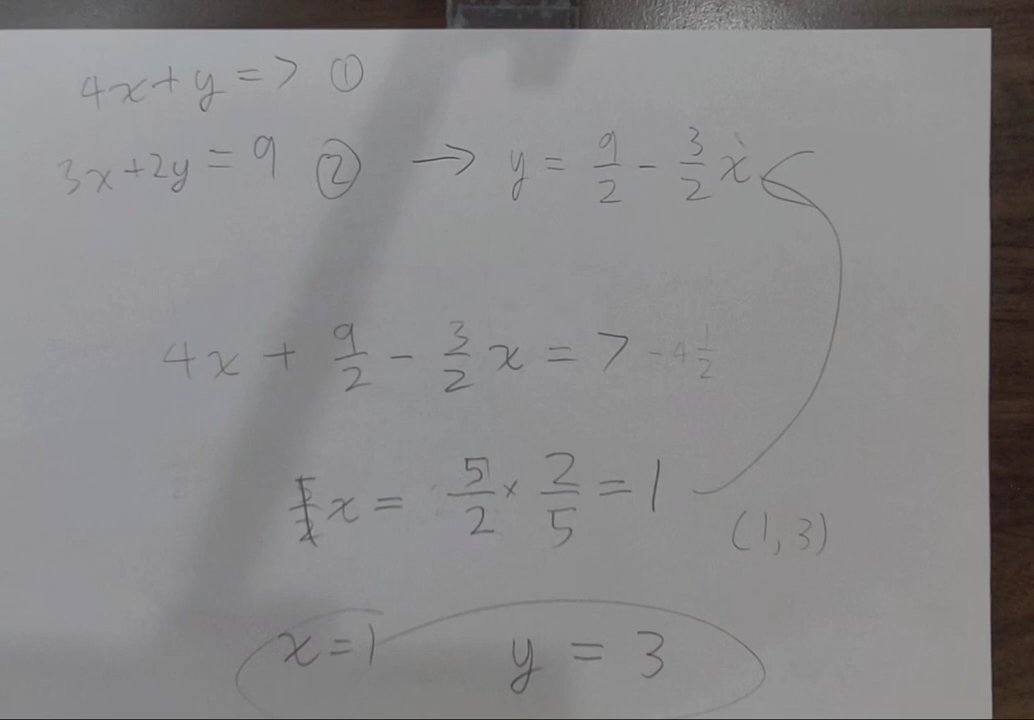 4x+y=7 ①
3x+2y=9 ② → y = 9/2 - 3/2 x
4x + 9/2 - 3/2 x = 7 - 4 1/2
5/2 x = 5/2 × 2/5 = 1
(1, 3)
x=1 y = 3